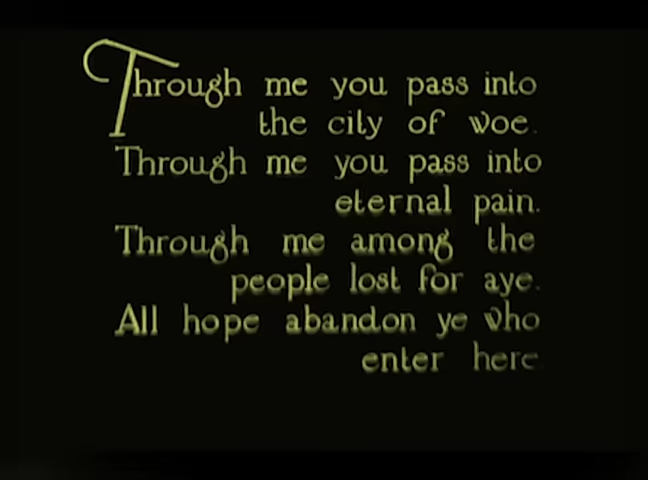 Through me you pass into
the city of woe.
Through me you pass into
eternal pain.
Through me among the
people lost for aye.
All hope abandon ye who
enter here